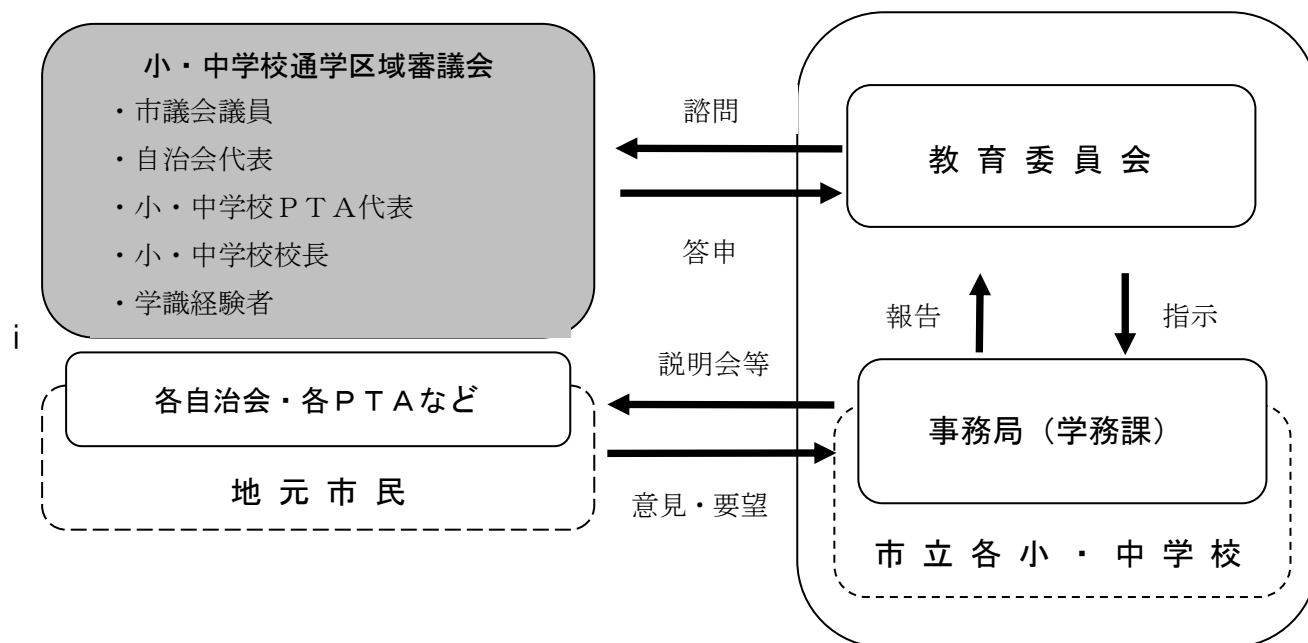 小・中学校通学区域審議会
・市議会議員
・自治会代表
・小・中学校ＰＴＡ代表
・小・中学校校長
・学識経験者
諮問
答申
教育委員会
報告
指示
i
各自治会・各ＰＴＡなど
地元市民
説明会等
意見・要望
事務局（学務課）
市立各小・中学校